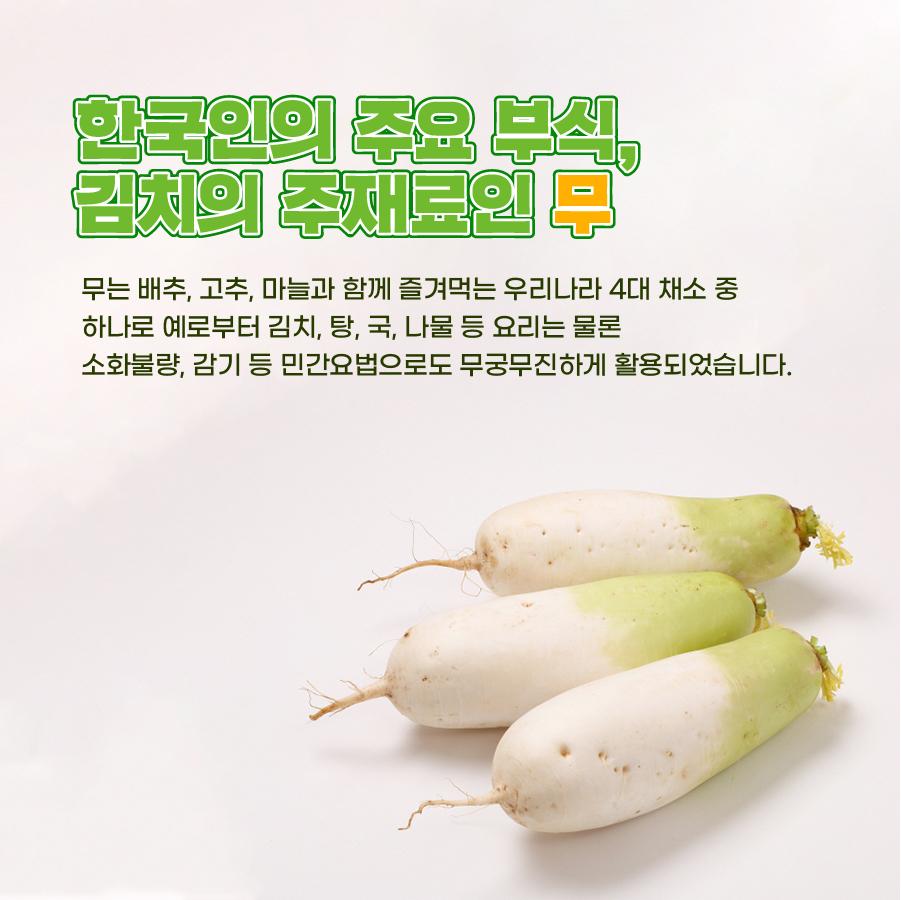 한국인의 주요 부식,
김치의 주재료인 무
무는 배추, 고추, 마늘과 함께 즐겨먹는 우리나라 4대 채소 중
하나로 예로부터 김치, 탕, 국, 나물 등 요리는 물론
소화불량, 감기 등 민간요법으로도 무궁무진하게 활용되었습니다.